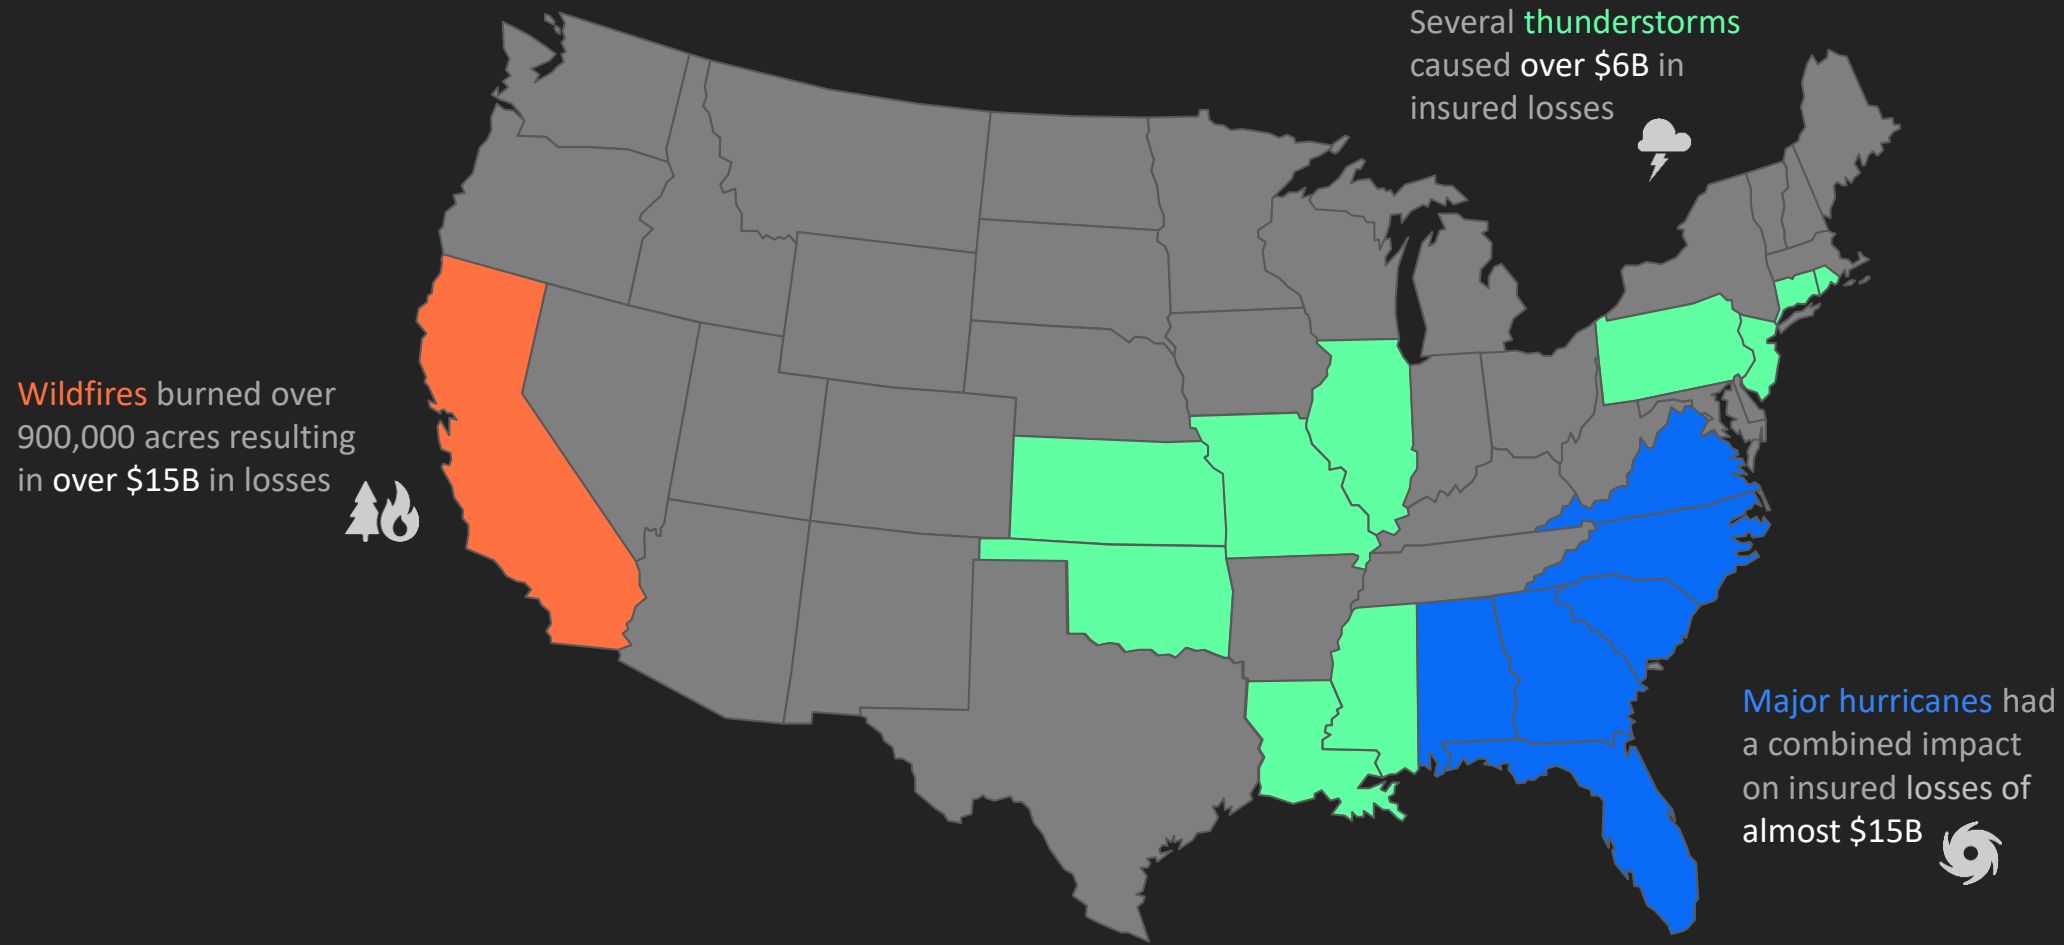 Several thunderstorms
caused over $6B in
insured losses
Wildfires burned over
900,000 acres resulting
in over $15B in losses
Major hurricanes had
a combined impact
on insured losses of
almost $15B